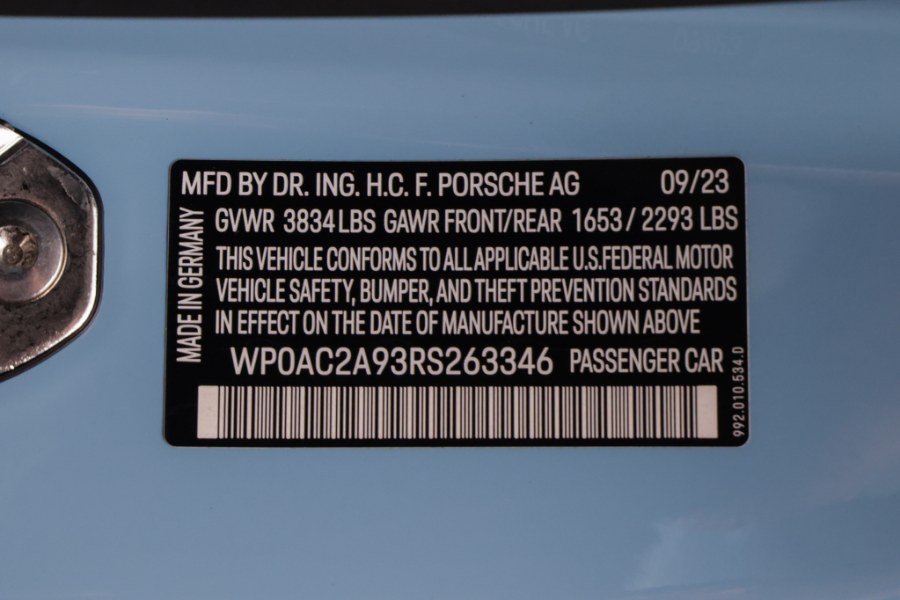 MFD BY DR. ING. H.C. F. PORSCHE AG 09/23
GVWR 3834 LBS GAWR FRONT/REAR 1653 / 2293 LBS
THIS VEHICLE CONFORMS TO ALL APPLICABLE U.S.FEDERAL MOTOR
VEHICLE SAFETY, BUMPER, AND THEFT PREVENTION STANDARDS
IN EFFECT ON THE DATE OF MANUFACTURE SHOWN ABOVE
WP0AC2A93RS263346 PASSENGER CAR
MADE IN GERMANY
992.010.534.0